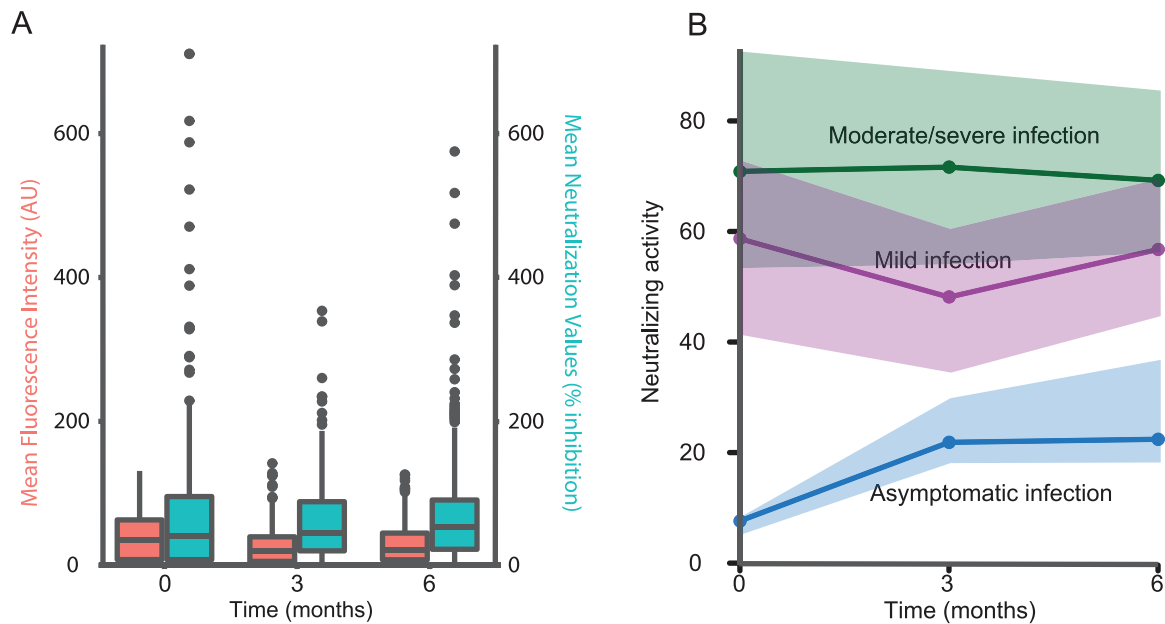 A
Mean Fluorescence Intensity (AU)
600
400
200
0
0
3
6
Time (months)
600
400
200
0
Mean Neutralization Values (% inhibition)
B
Neutralizing activity
80
60
40
20
0
Moderate/severe infection
Mild infection
Asymptomatic infection
0
3
6
Time (months)